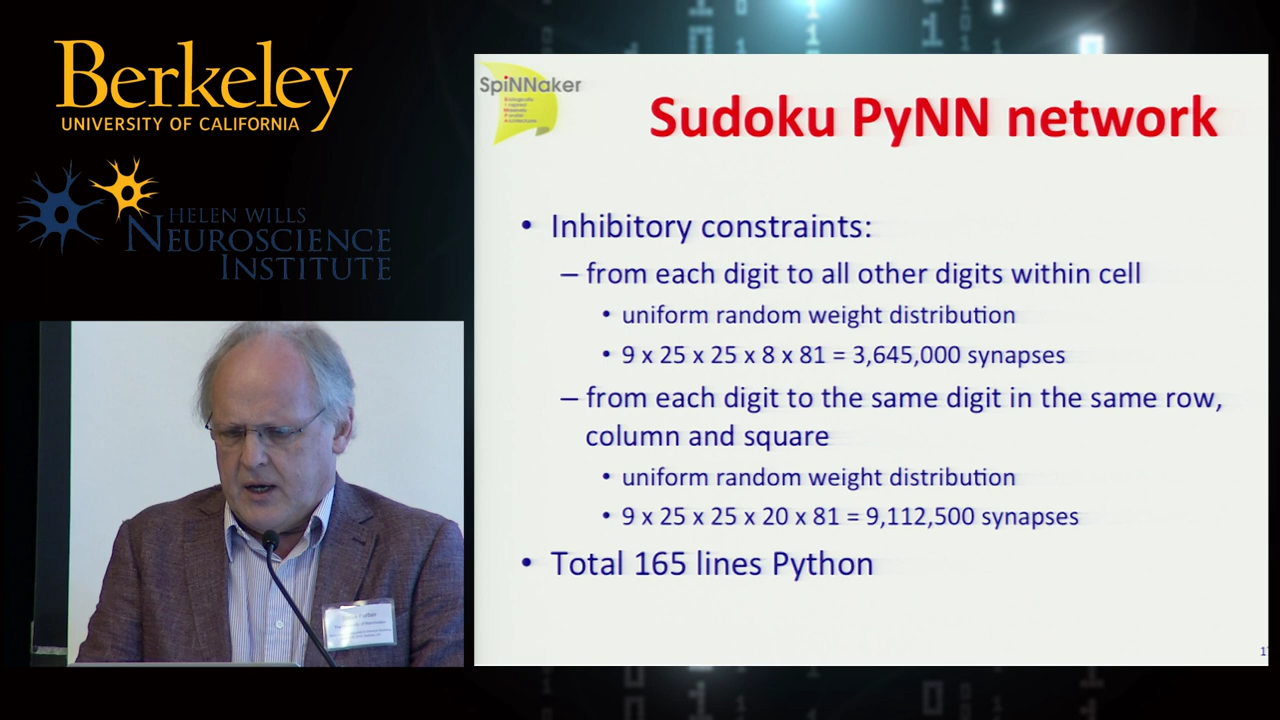 Berkeley
UNIVERSITY OF CALIFORNIA
HELEN WILLS
NEUROSCIENCE
INSTITUTE
SpiNNaker
Sudoku PyNN network
• Inhibitory constraints:
– from each digit to all other digits within cell
• uniform random weight distribution
• 9 x 25 x 25 x 8 x 81 = 3,645,000 synapses
– from each digit to the same digit in the same row,
column and square
• uniform random weight distribution
• 9 x 25 x 25 x 20 x 81 = 9,112,500 synapses
• Total 165 lines Python